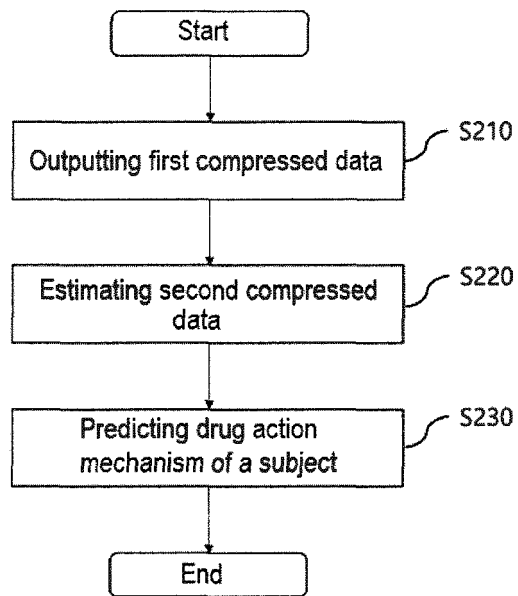 Start
Outputting first compressed data
S210
Estimating second compressed
data
S220
Predicting drug action
mechanism of a subject
S230
End